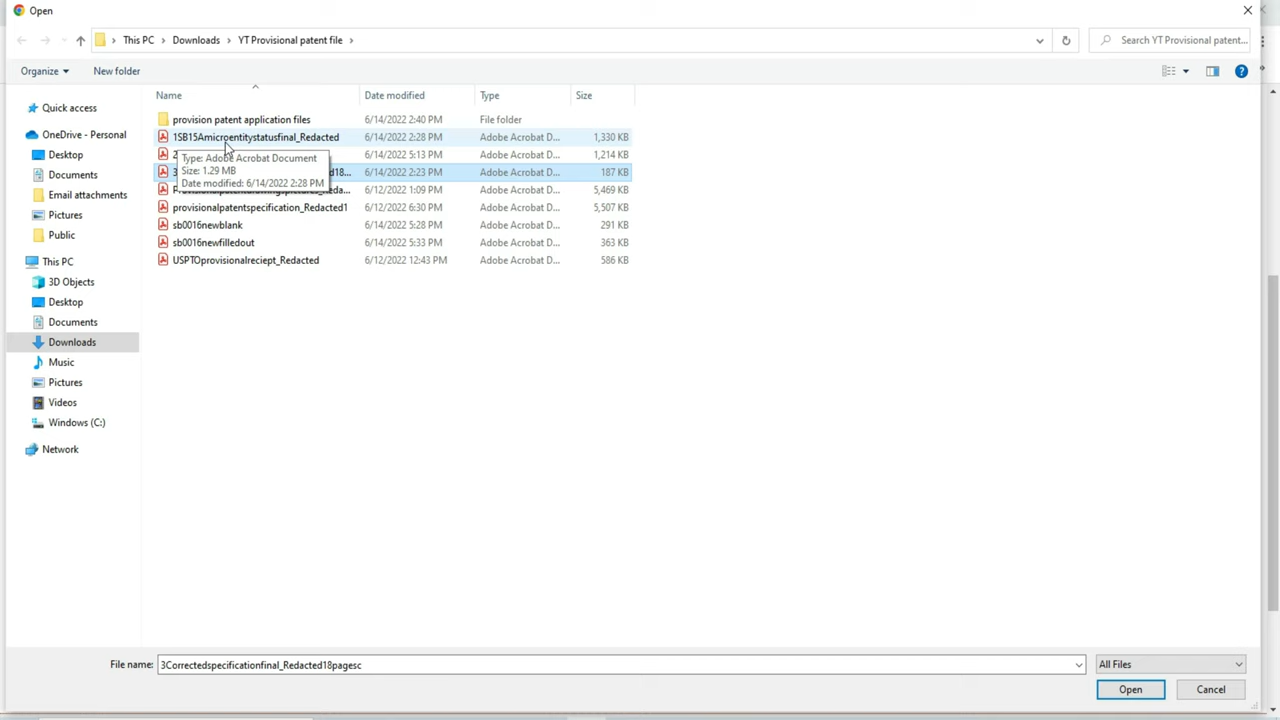 Open
This PC
Downloads
YT Provisional patent file
Search YT Provisional patent...
Organize
New folder
Name
Date modified
Type
Size
Quick access
OneDrive - Personal
Desktop
Documents
Email attachments
Pictures
Public
This PC
3D Objects
Desktop
Documents
Downloads
Music
Pictures
Videos
Windows (C:)
Network
provision patent application files 6/14/2022 2:40 PM File folder
1SB15Amicroentitystatusfinal_Redacted 6/14/2022 2:28 PM Adobe Acrobat D... 1,330 KB
2 6/14/2022 5:13 PM Adobe Acrobat D... 1,214 KB
3 d18... 6/14/2022 2:23 PM Adobe Acrobat D... 187 KB
6/12/2022 1:09 PM Adobe Acrobat D... 5,469 KB
provisionalpatentspecification_Redacted1 6/12/2022 6:30 PM Adobe Acrobat D... 5,507 KB
sb0016newblank 6/14/2022 5:28 PM Adobe Acrobat D... 291 KB
sb0016newfilledout 6/14/2022 5:33 PM Adobe Acrobat D... 363 KB
USPTOprovisionalreciept_Redacted 6/12/2022 12:43 PM Adobe Acrobat D... 586 KB
Type: Adobe Acrobat Document
Size: 1.29 MB
Date modified: 6/14/2022 2:28 PM
File name: 3Correctedspecificationfinal_Redacted18pagesc
All Files
Open
Cancel